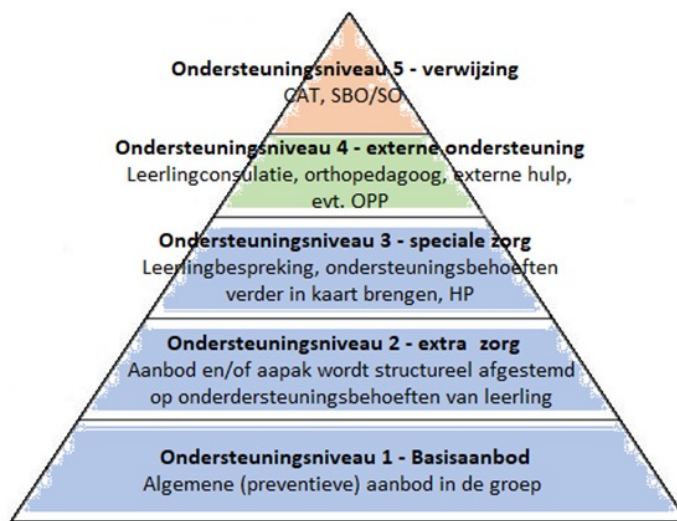 Ondersteuningsniveau 5 - verwijzing
CAT, SBO/SO
Ondersteuningsniveau 4 - externe ondersteuning
Leerlingconsulatie, orthopedagoog, externe hulp,
evt. OPP
Ondersteuningsniveau 3 - speciale zorg
Leerlingbespreking, ondersteuningsbehoeften
verder in kaart brengen, HP
Ondersteuningsniveau 2 - extra zorg
Aanbod en/of aapak wordt structureel afgestemd
op onderdersteuningsbehoften van leerling
Ondersteuningsniveau 1 - Basisaanbod
Algemene (preventieve) aanbod in de groep